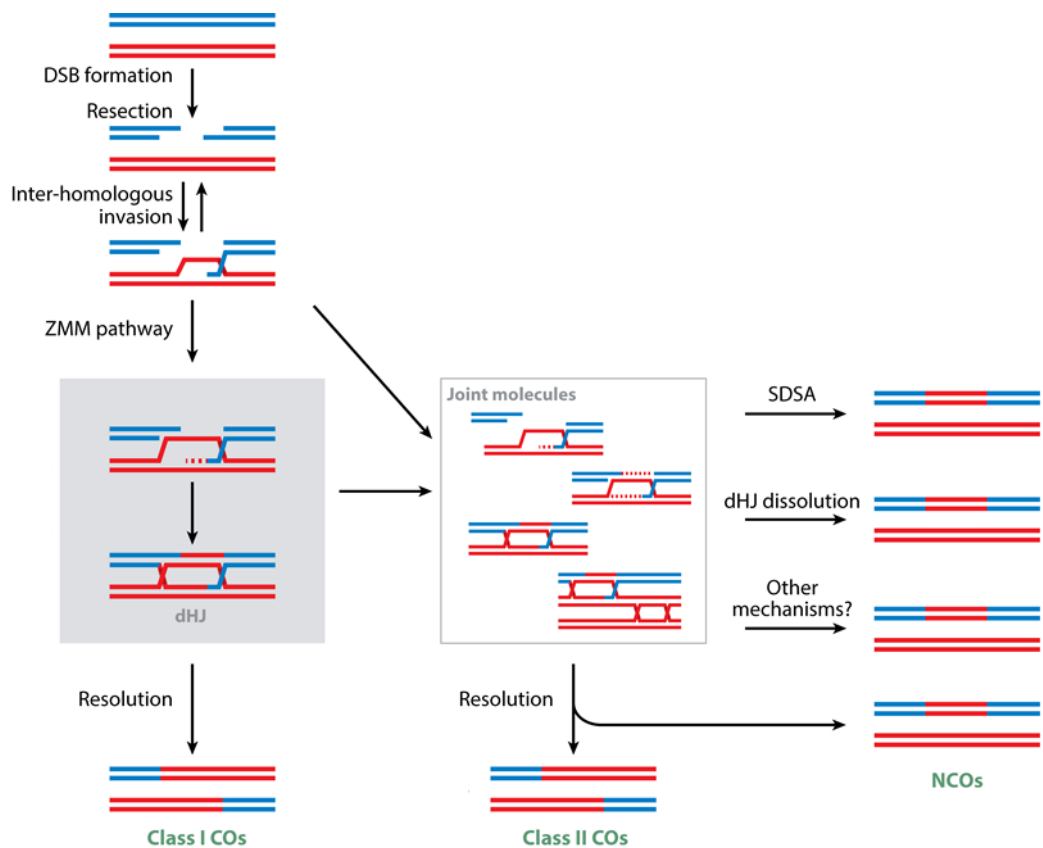 DSB formation
Resection
Inter-homologous
invasion
ZMM pathway
dHJ
Resolution
Class I COs
Joint molecules
Resolution
Class II COs
SDSA
dHJ dissolution
Other
mechanisms?
NCOs